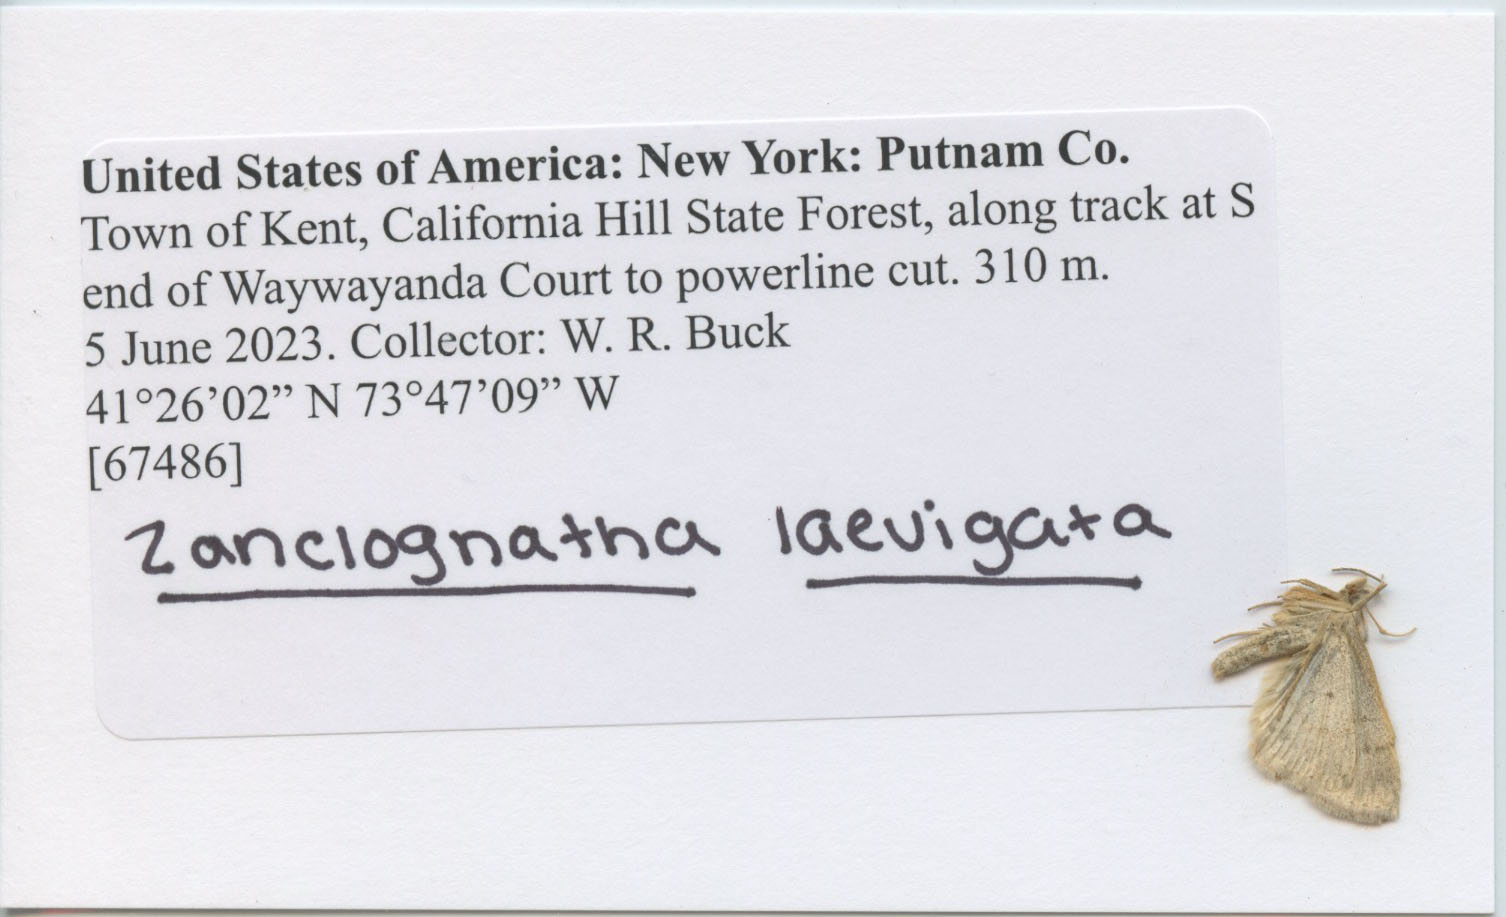 United States of America: New York: Putnam Co.
Town of Kent, California Hill State Forest, along track at S
end of Waywayanda Court to powerline cut. 310 m.
5 June 2023. Collector: W. R. Buck
41°26’02” N 73°47’09” W
[67486]
Zanclognatha laevigata